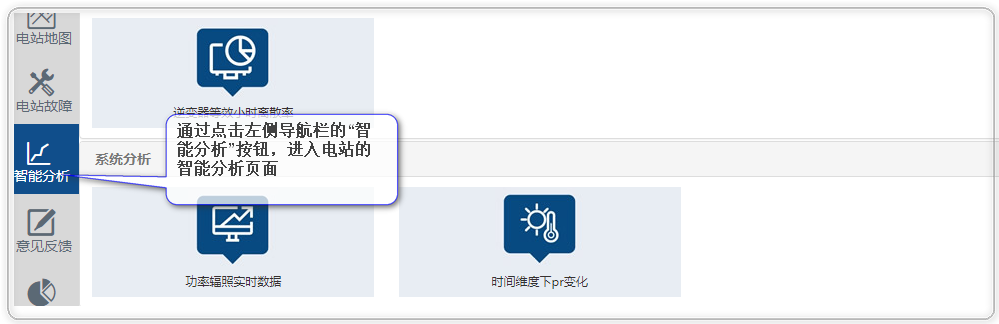 电站地图
电站故障
智能分析
意见反馈
逆变器等效小时离散率
通过点击左侧导航栏的“智
能分析”按钮，进入电站的
智能分析页面
系统分析
功率辐照实时数据
时间维度下pr变化